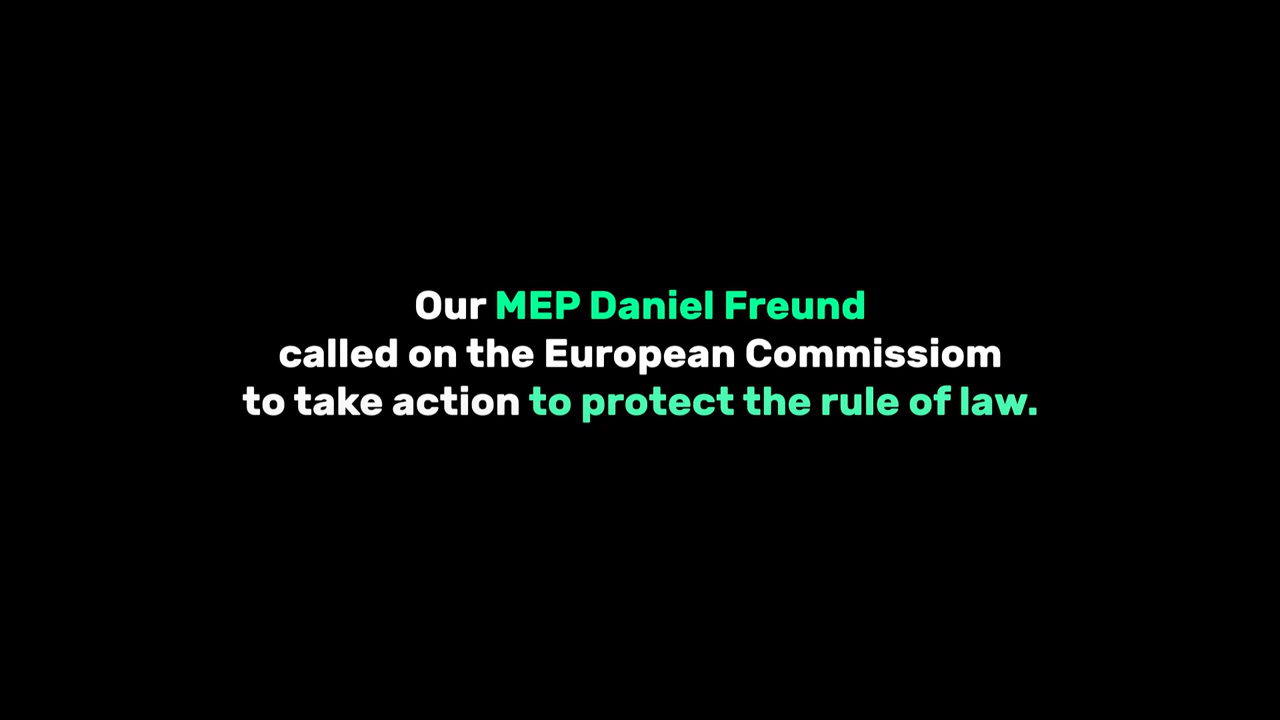 Our MEP Daniel Freund
called on the European Commissiom
to take action to protect the rule of law.